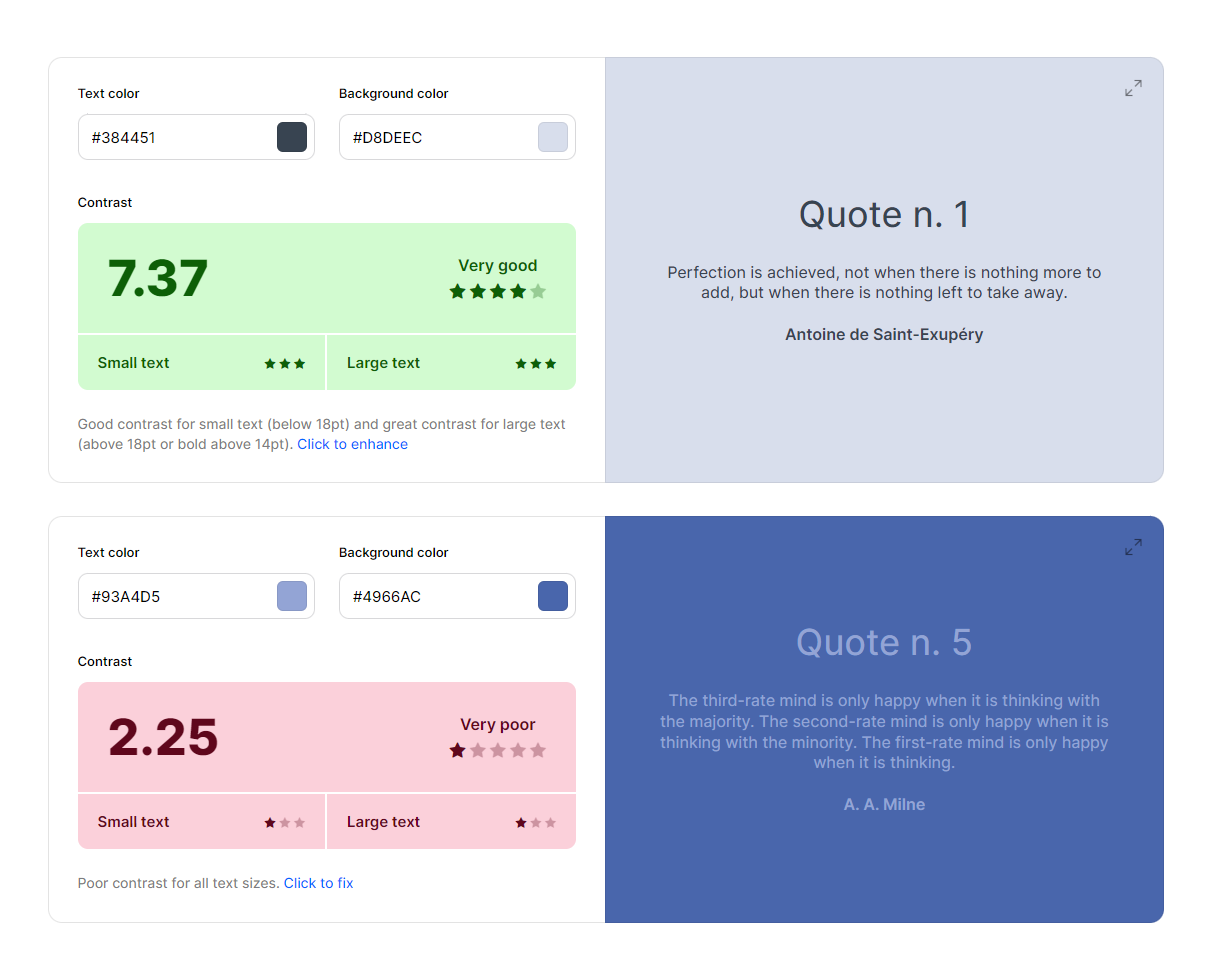 Text color
Background color
#384451
#D8DEEC
Contrast
7.37
Very good
Small text
Large text
Good contrast for small text (below 18pt) and great contrast for large text
(above 18pt or bold above 14pt). Click to enhance
Quote n. 1
Perfection is achieved, not when there is nothing more to
add, but when there is nothing left to take away.
Antoine de Saint-Exupéry
Text color
Background color
#93A4D5
#4966AC
Contrast
2.25
Very poor
Small text
Large text
Poor contrast for all text sizes. Click to fix
Quote n. 5
The third-rate mind is only happy when it is thinking with
the majority. The second-rate mind is only happy when it is
thinking with the minority. The first-rate mind is only happy
when it is thinking.
A. A. Milne